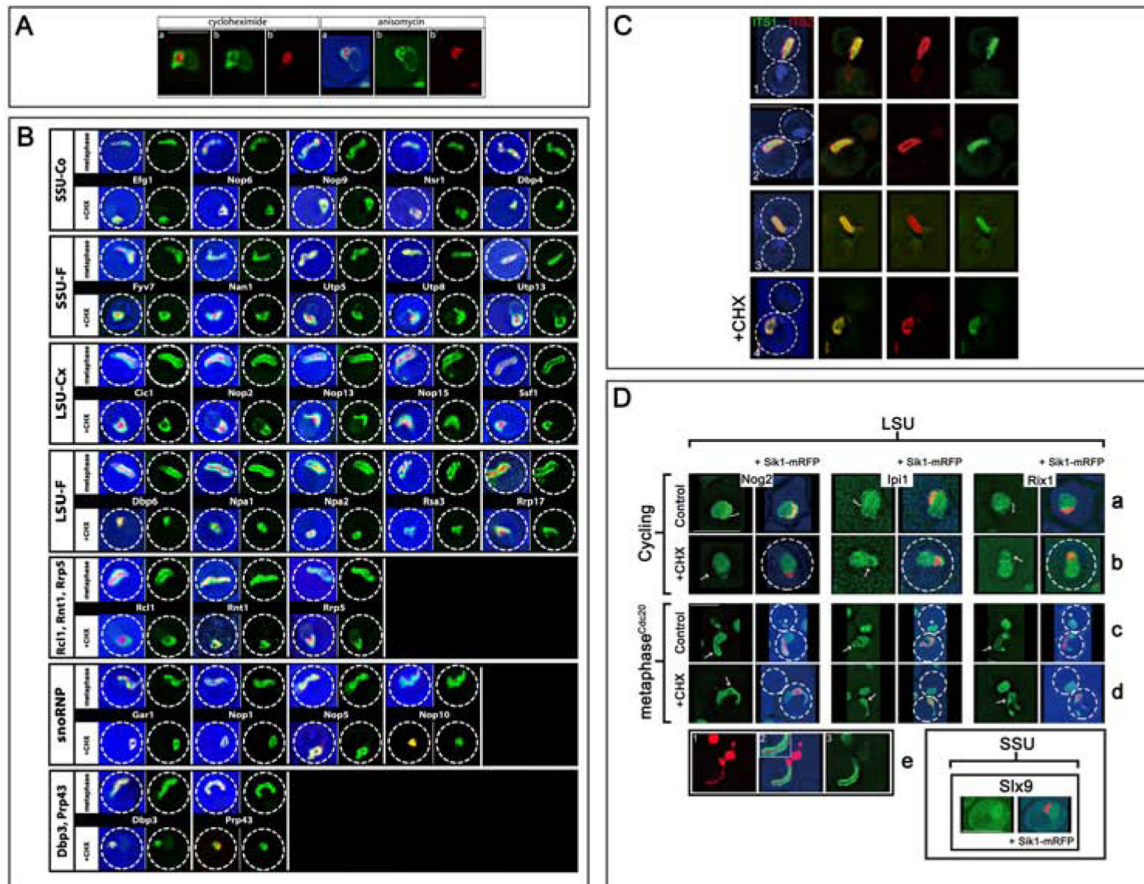 A
cycloheximide
anisomycin
a
b
b'
a
b
b'
B
SSU-Co
metaphase
+CHX
Efg1
Nop6
Nop9
Nsr1
Dbp4
SSU-F
metaphase
+CHX
Fyv7
Nan1
Utp5
Utp8
Utp13
LSU-Cx
metaphase
+CHX
Cic1
Nop2
Nop13
Nop15
Ssf1
LSU-F
metaphase
+CHX
Dbp6
Npa1
Npa2
Rsa3
Rrp17
Rcl1, Rnt1, Rrp5
metaphase
+CHX
Rcl1
Rnt1
Rrp5
snoRNP
metaphase
+CHX
Gar1
Nop1
Nop5
Nop10
Dbp3, Prp43
metaphase
+CHX
Dbp3
Prp43
C
ITS1
ITS2
1
2
3
+CHX
4
D
LSU
+ Sik1-mRFP
+ Sik1-mRFP
+ Sik1-mRFP
Nog2
Ipi1
Rix1
Cycling
Control
a
+CHX
b
metaphaseCdc20
Control
c
+CHX
d
1
2
3
e
SSU
Slx9
+ Sik1-mRFP